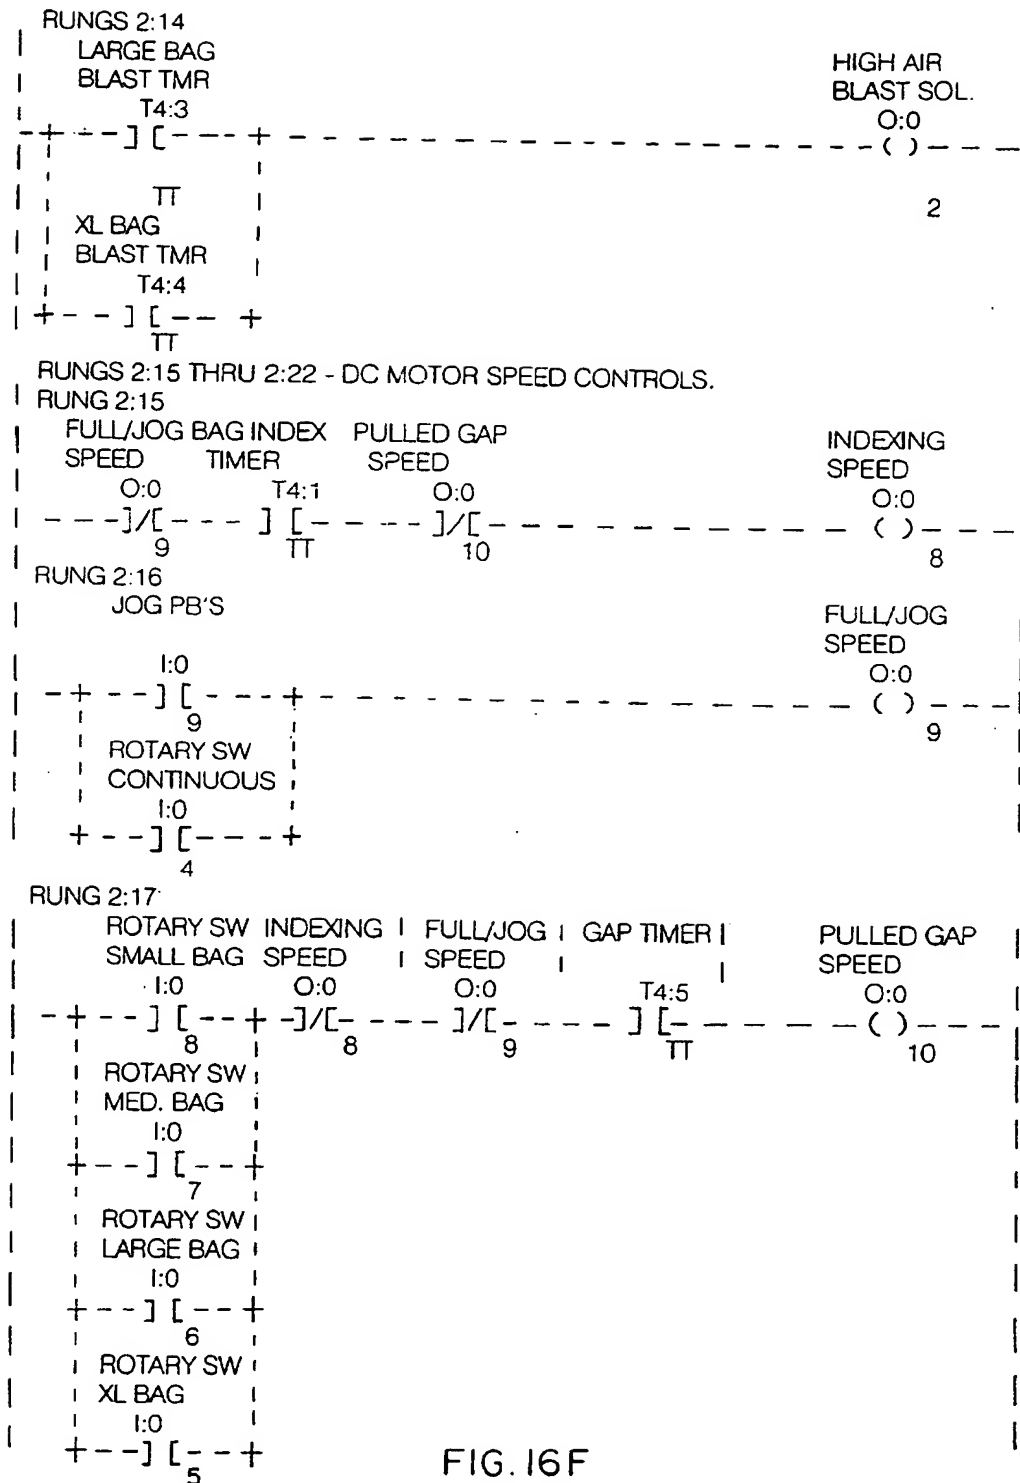 RUNGS 2:14
LARGE BAG
BLAST TMR
HIGH AIR
BLAST SOL.
T4:3
O:0
-+---] [----+----------------( )---
TT
2
XL BAG
BLAST TMR
T4:4
+--] [--+
TT
RUNGS 2:15 THRU 2:22 - DC MOTOR SPEED CONTROLS.
RUNG 2:15
FULL/JOG BAG INDEX PULLED GAP
SPEED TIMER SPEED
INDEXING
SPEED
O:0 T4:1 O:0 O:0
---]/[----] [-----]/[------------( )---
9 TT 10 8
RUNG 2:16
JOG PB'S
FULL/JOG
SPEED
I:0 O:0
-+--] [----+---------------( )---
9 9
ROTARY SW
CONTINUOUS
I:0
+--] [----+
4
RUNG 2:17
ROTARY SW INDEXING FULL/JOG GAP TIMER PULLED GAP
SMALL BAG SPEED SPEED SPEED
I:0 O:0 O:0 T4:5 O:0
-+---] [---+-]/[----]/[-----] [------( )----
8 8 9 TT 10
ROTARY SW
MED. BAG
I:0
+--] [---+
7
ROTARY SW
LARGE BAG
I:0
+--] [---+
6
ROTARY SW
XL BAG
I:0
+--] [---+
5
FIG. 16F